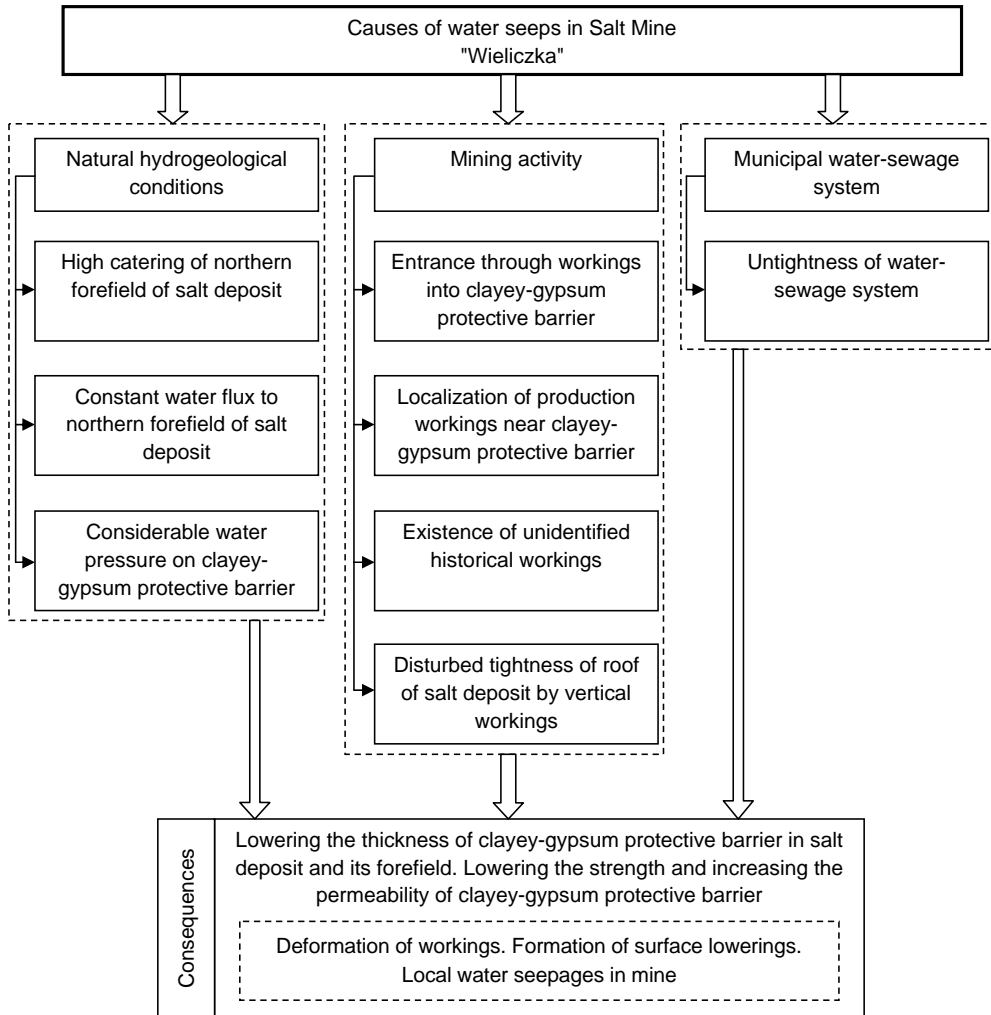 Causes of water seeps in Salt Mine
"Wieliczka"
Natural hydrogeological
conditions
High catering of northern
forefield of salt deposit
Constant water flux to
northern forefield of salt
deposit
Considerable water
pressure on clayey-
gypsum protective barrier
Mining activity
Entrance through workings
into clayey-gypsum
protective barrier
Localization of production
workings near clayey-
gypsum protective barrier
Existence of unidentified
historical workings
Disturbed tightness of roof
of salt deposit by vertical
workings
Municipal water-sewage
system
Untightness of water-
sewage system
Consequences
Lowering the thickness of clayey-gypsum protective barrier in salt
deposit and its forefield. Lowering the strength and increasing the
permeability of clayey-gypsum protective barrier
Deformation of workings. Formation of surface lowerings.
Local water seepages in mine